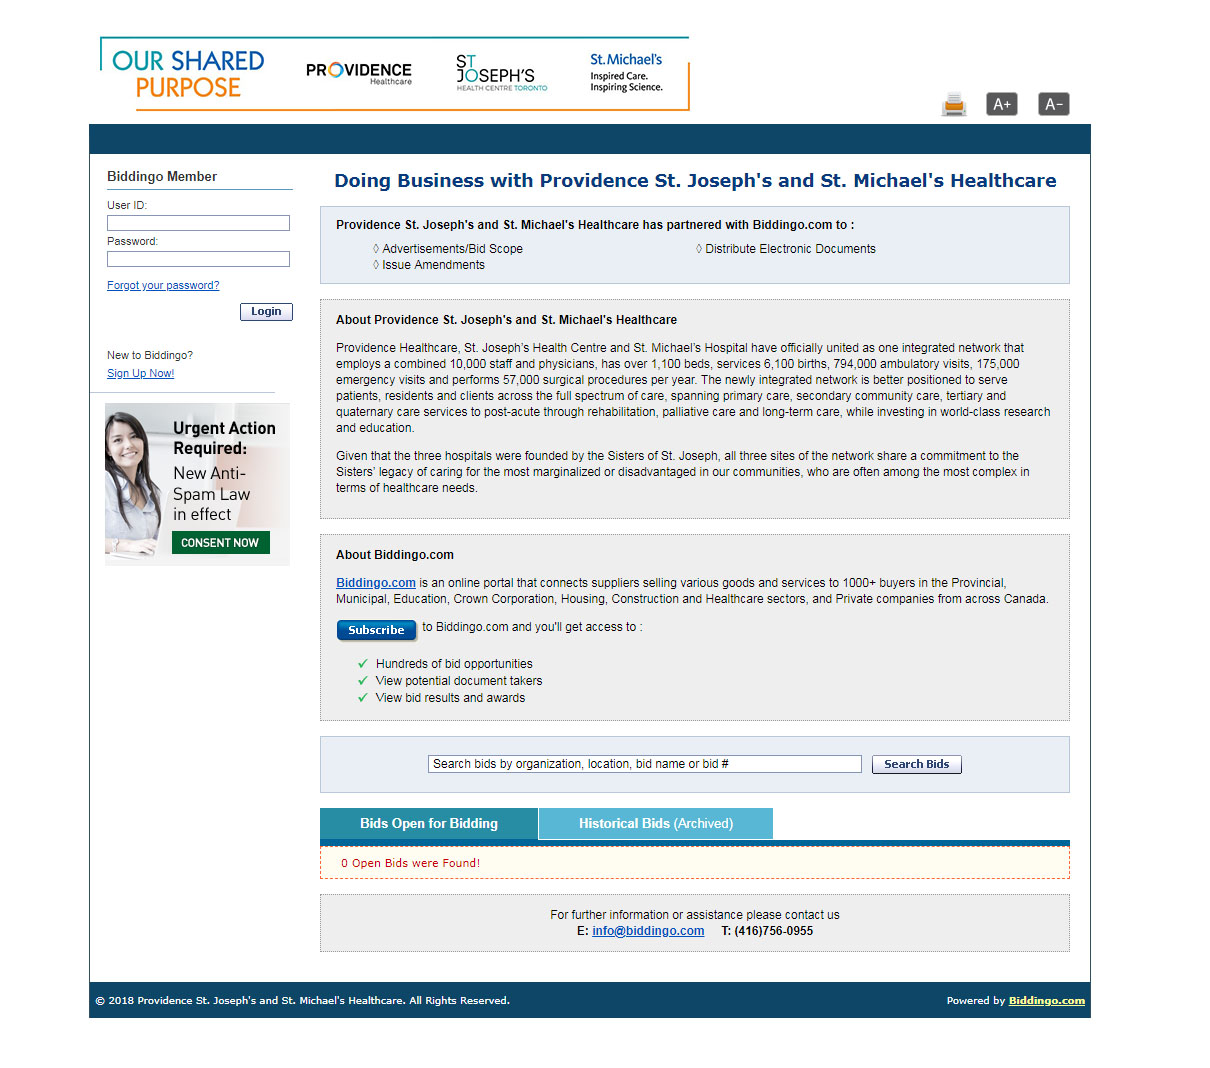 OUR SHARED
PURPOSE
PROVIDENCE
Healthcare
ST
JOSEPH'S
HEALTH CENTRE TORONTO
St. Michael's
Inspired Care.
Inspiring Science.
A+
A-
Biddingo Member
User ID:
Password:
Forgot your password?
Login
New to Biddingo?
Sign Up Now!
Urgent Action
Required:
New Anti-
Spam Law
in effect
CONSENT NOW
Doing Business with Providence St. Joseph's and St. Michael's Healthcare
Providence St. Joseph's and St. Michael's Healthcare has partnered with Biddingo.com to :
◊ Advertisements/Bid Scope
◊ Distribute Electronic Documents
◊ Issue Amendments
About Providence St. Joseph's and St. Michael's Healthcare
Providence Healthcare, St. Joseph's Health Centre and St. Michael's Hospital have officially united as one integrated network that
employs a combined 10,000 staff and physicians, has over 1,100 beds, services 6,100 births, 794,000 ambulatory visits, 175,000
emergency visits and performs 57,000 surgical procedures per year. The newly integrated network is better positioned to serve
patients, residents and clients across the full spectrum of care, spanning primary care, secondary community care, tertiary and
quaternary care services to post-acute through rehabilitation, palliative care and long-term care, while investing in world-class research
and education.
Given that the three hospitals were founded by the Sisters of St. Joseph, all three sites of the network share a commitment to the
Sisters' legacy of caring for the most marginalized or disadvantaged in our communities, who are often among the most complex in
terms of healthcare needs.
About Biddingo.com
Biddingo.com is an online portal that connects suppliers selling various goods and services to 1000+ buyers in the Provincial,
Municipal, Education, Crown Corporation, Housing, Construction and Healthcare sectors, and Private companies from across Canada.
Subscribe to Biddingo.com and you'll get access to :
✓ Hundreds of bid opportunities
✓ View potential document takers
✓ View bid results and awards
Search bids by organization, location, bid name or bid #
Search Bids
Bids Open for Bidding
Historical Bids (Archived)
0 Open Bids were Found!
For further information or assistance please contact us
E: info@biddingo.com T: (416)756-0955
© 2018 Providence St. Joseph's and St. Michael's Healthcare. All Rights Reserved.
Powered by Biddingo.com